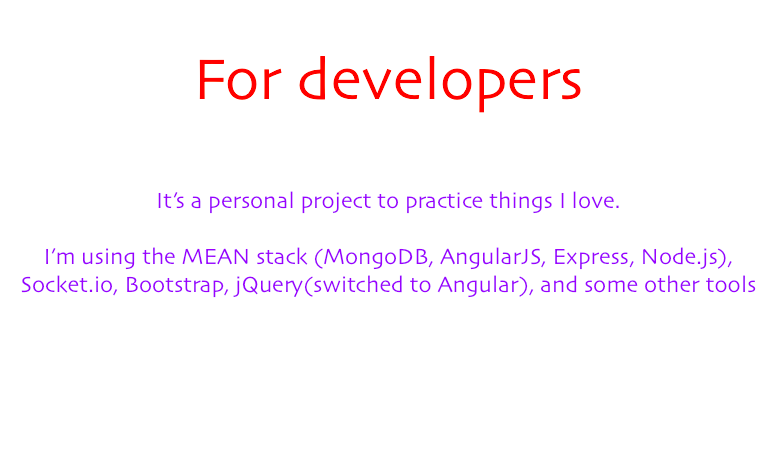 For developers
It’s a personal project to practice things I love.
I’m using the MEAN stack (MongoDB, AngularJS, Express, Node.js),
Socket.io, Bootstrap, jQuery(switched to Angular), and some other tools